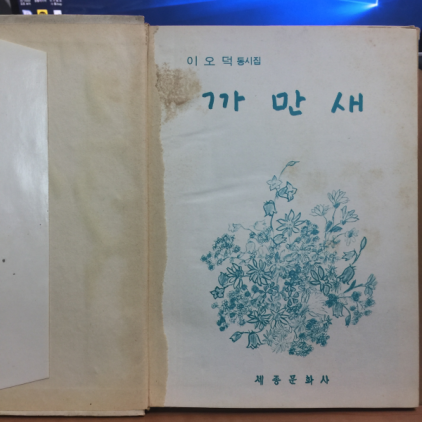 이오덕 동시집
까만새
세종문화사